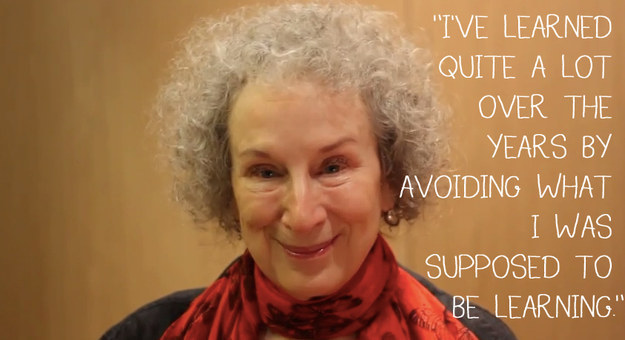 "I'VE LEARNED
QUITE A LOT
OVER THE
YEARS BY
AVOIDING WHAT
I WAS
SUPPOSED TO
BE LEARNING."